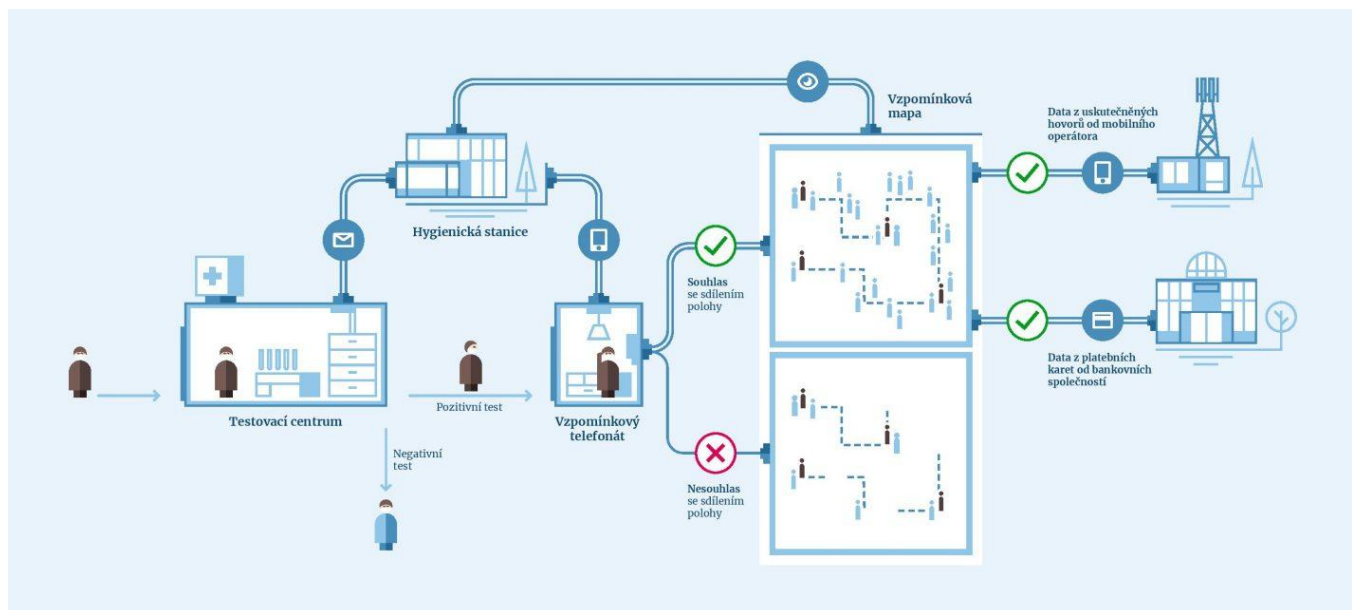 Vzpomínková
mapa
Data z uskutečněných
hovorů od mobilního
operátora
Hygienická stanice
Souhlas
se sdílením
polohy
Testovací centrum
Pozitivní test
Vzpomínkový
telefonát
Data z platebních
karet od bankovních
společností
Negativní
test
Nesouhlas
se sdílením
polohy